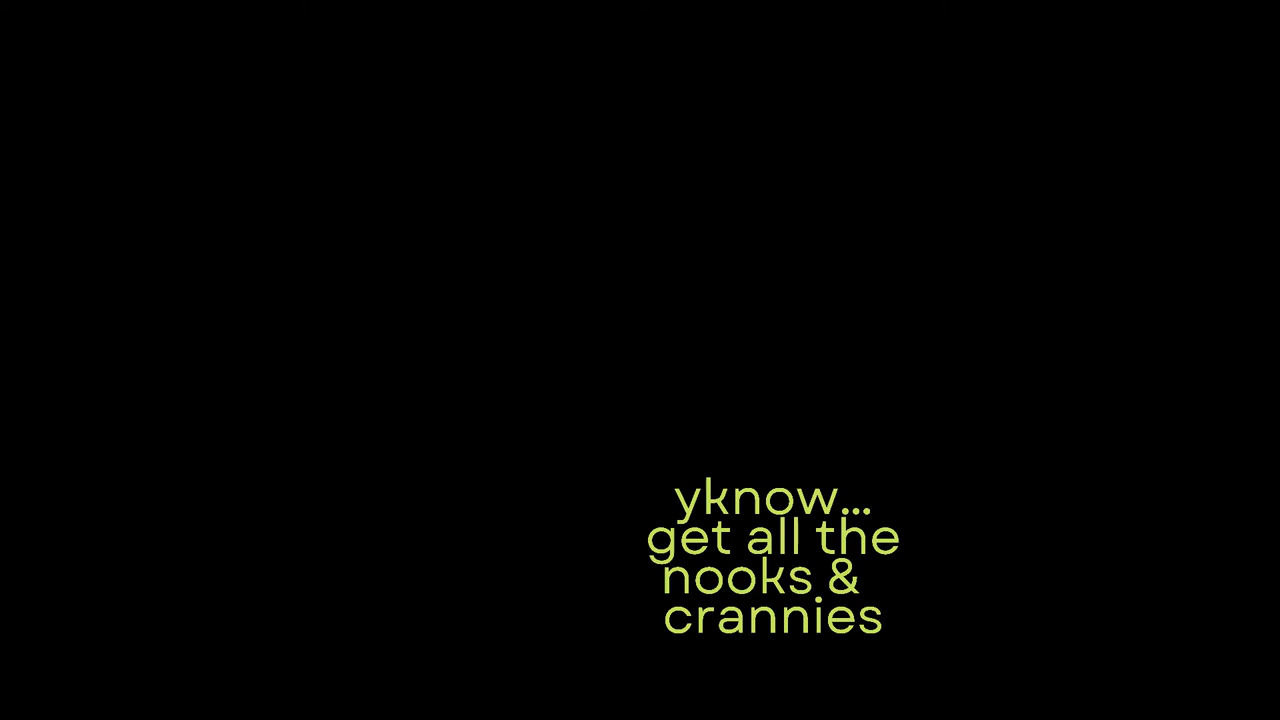 yknow...
get all the
nooks &
crannies